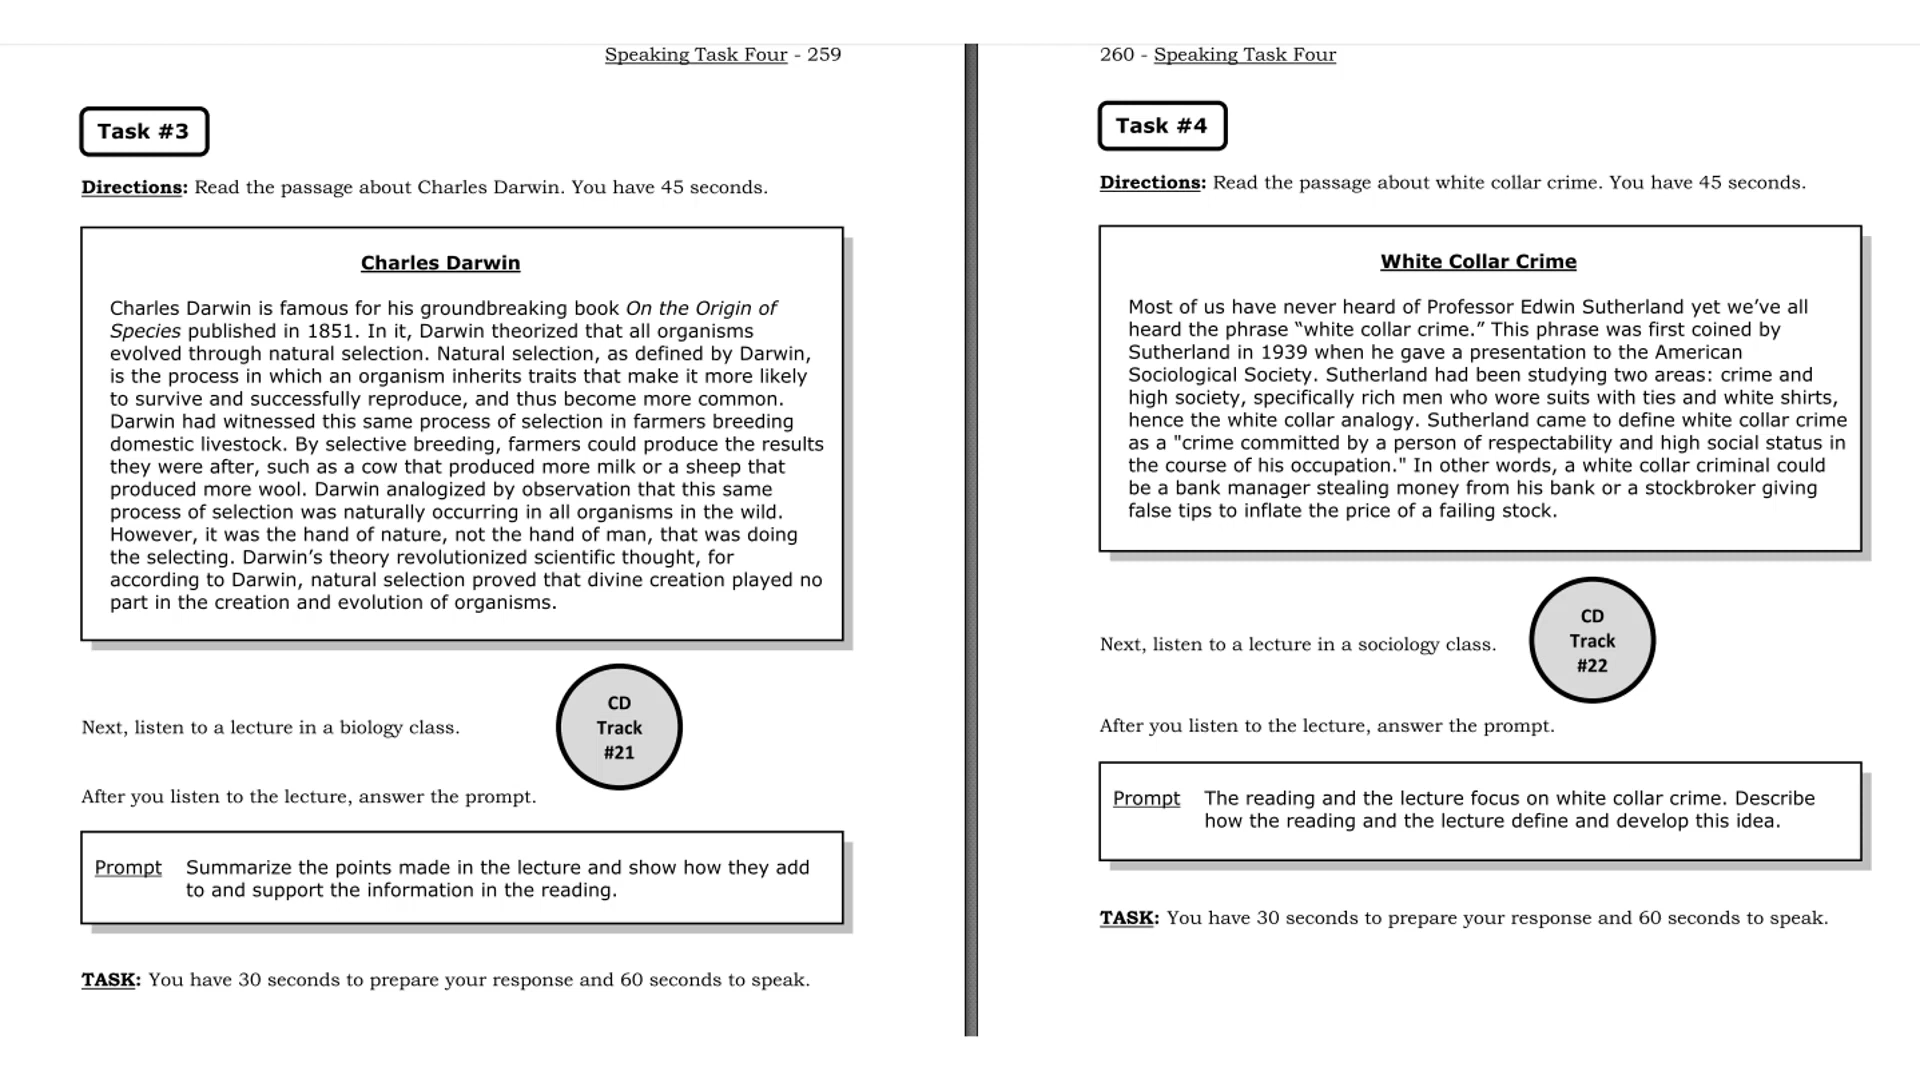 Speaking Task Four - 259
Task #3
Directions: Read the passage about Charles Darwin. You have 45 seconds.
Charles Darwin
Charles Darwin is famous for his groundbreaking book On the Origin of
Species published in 1851. In it, Darwin theorized that all organisms
evolved through natural selection. Natural selection, as defined by Darwin,
is the process in which an organism inherits traits that make it more likely
to survive and successfully reproduce, and thus become more common.
Darwin had witnessed this same process of selection in farmers breeding
domestic livestock. By selective breeding, farmers could produce the results
they were after, such as a cow that produced more milk or a sheep that
produced more wool. Darwin analogized by observation that this same
process of selection was naturally occurring in all organisms in the wild.
However, it was the hand of nature, not the hand of man, that was doing
the selecting. Darwin’s theory revolutionized scientific thought, for
according to Darwin, natural selection proved that divine creation played no
part in the creation and evolution of organisms.
Next, listen to a lecture in a biology class.
CD
Track
#21
After you listen to the lecture, answer the prompt.
Prompt Summarize the points made in the lecture and show how they add
to and support the information in the reading.
TASK: You have 30 seconds to prepare your response and 60 seconds to speak.
260 - Speaking Task Four
Task #4
Directions: Read the passage about white collar crime. You have 45 seconds.
White Collar Crime
Most of us have never heard of Professor Edwin Sutherland yet we’ve all
heard the phrase “white collar crime.” This phrase was first coined by
Sutherland in 1939 when he gave a presentation to the American
Sociological Society. Sutherland had been studying two areas: crime and
high society, specifically rich men who wore suits with ties and white shirts,
hence the white collar analogy. Sutherland came to define white collar crime
as a "crime committed by a person of respectability and high social status in
the course of his occupation." In other words, a white collar criminal could
be a bank manager stealing money from his bank or a stockbroker giving
false tips to inflate the price of a failing stock.
Next, listen to a lecture in a sociology class.
CD
Track
#22
After you listen to the lecture, answer the prompt.
Prompt The reading and the lecture focus on white collar crime. Describe
how the reading and the lecture define and develop this idea.
TASK: You have 30 seconds to prepare your response and 60 seconds to speak.